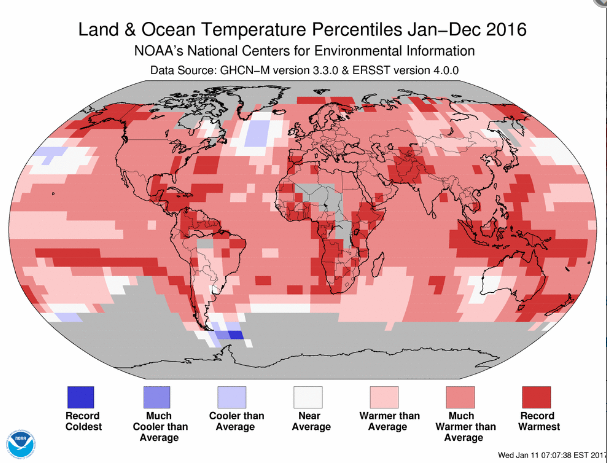 Land & Ocean Temperature Percentiles Jan–Dec 2016
NOAA's National Centers for Environmental Information
Data Source: GHCN–M version 3.3.0 & ERSST version 4.0.0
Record
Coldest
Much
Cooler than
Average
Cooler than
Average
Near
Average
Warmer than
Average
Much
Warmer than
Average
Record
Warmest
NOAA
Wed Jan 11 07:07:38 EST 2017